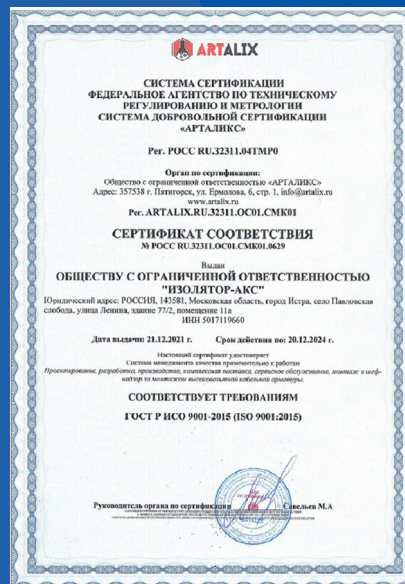 ARTALIX
СИСТЕМА СЕРТИФИКАЦИИ
ФЕДЕРАЛЬНОЕ АГЕНТСТВО ПО ТЕХНИЧЕСКОМУ
РЕГУЛИРОВАНИЮ И МЕТРОЛОГИИ
СИСТЕМА ДОБРОВОЛЬНОЙ СЕРТИФИКАЦИИ
«АРТАЛИКС»
Рег. РОСС RU.32311.04ТМР0
Орган по сертификации:
Общество с ограниченной ответственностью «АРТАЛИКС»
Адрес: 357538 г. Пятигорск, ул. Ермолова, 6, стр. 1, info@artalix.ru
www.artalix.ru
Рег. ARTALIX.RU.32311.ОС01.СМК01
СЕРТИФИКАТ СООТВЕТСТВИЯ
№ РОСС RU.32311.ОС01.СМК01.0629
Выдан
ОБЩЕСТВУ С ОГРАНИЧЕННОЙ ОТВЕТСТВЕННОСТЬЮ
"ИЗОЛЯТОР-АКС"
Юридический адрес: РОССИЯ, 143581, Московская область, город Истра, село Павловская
слобода, улица Ленина, здание 77/2, помещение 11а
ИНН 5017119660
Дата выдачи: 21.12.2021 г. Срок действия по: 20.12.2024 г.
Настоящий сертификат удостоверяет
Система менеджмента качества применительно к работам
Проектирование, разработка, производство, комплексная поставка, сервисное обслуживание, монтаж и шеф-
надзор за монтажем высоковольтной кабельной арматуры.
СООТВЕТСТВУЕТ ТРЕБОВАНИЯМ
ГОСТ Р ИСО 9001-2015 (ISO 9001:2015)
Руководитель органа по сертификации Савельев М.А